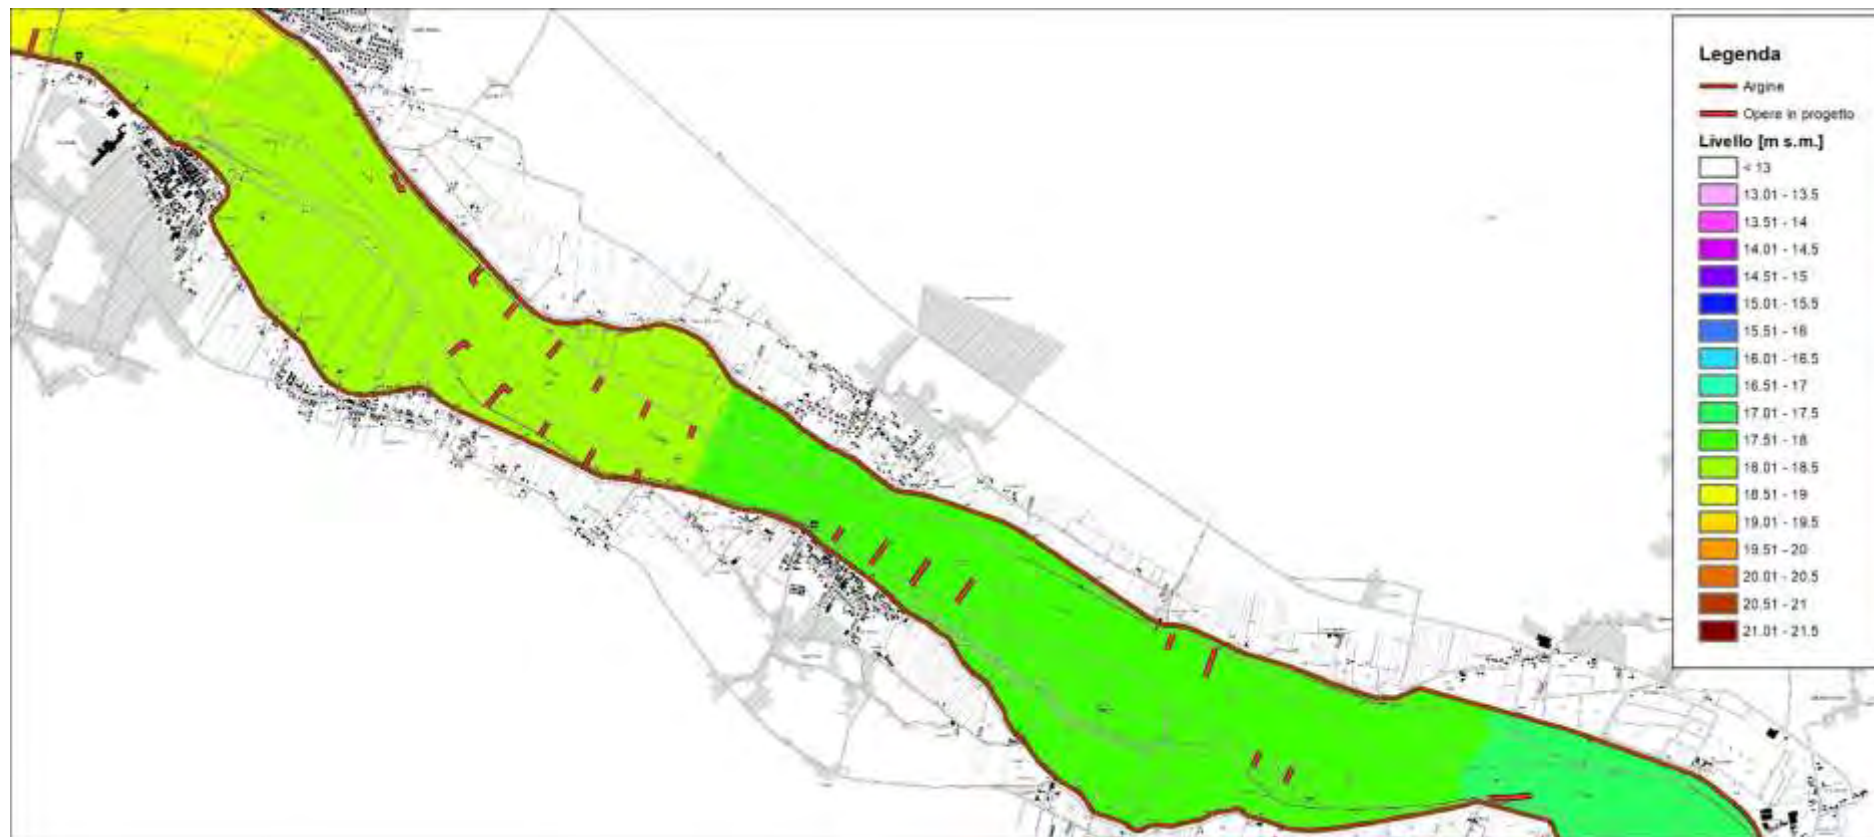 Legenda
Argine
Opere in progetto
Livello [m s.m.]
< 13
13.01 - 13.5
13.51 - 14
14.01 - 14.5
14.51 - 15
15.01 - 15.5
15.51 - 16
16.01 - 16.5
16.51 - 17
17.01 - 17.5
17.51 - 18
18.01 - 18.5
18.51 - 19
19.01 - 19.5
19.51 - 20
20.01 - 20.5
20.51 - 21
21.01 - 21.5